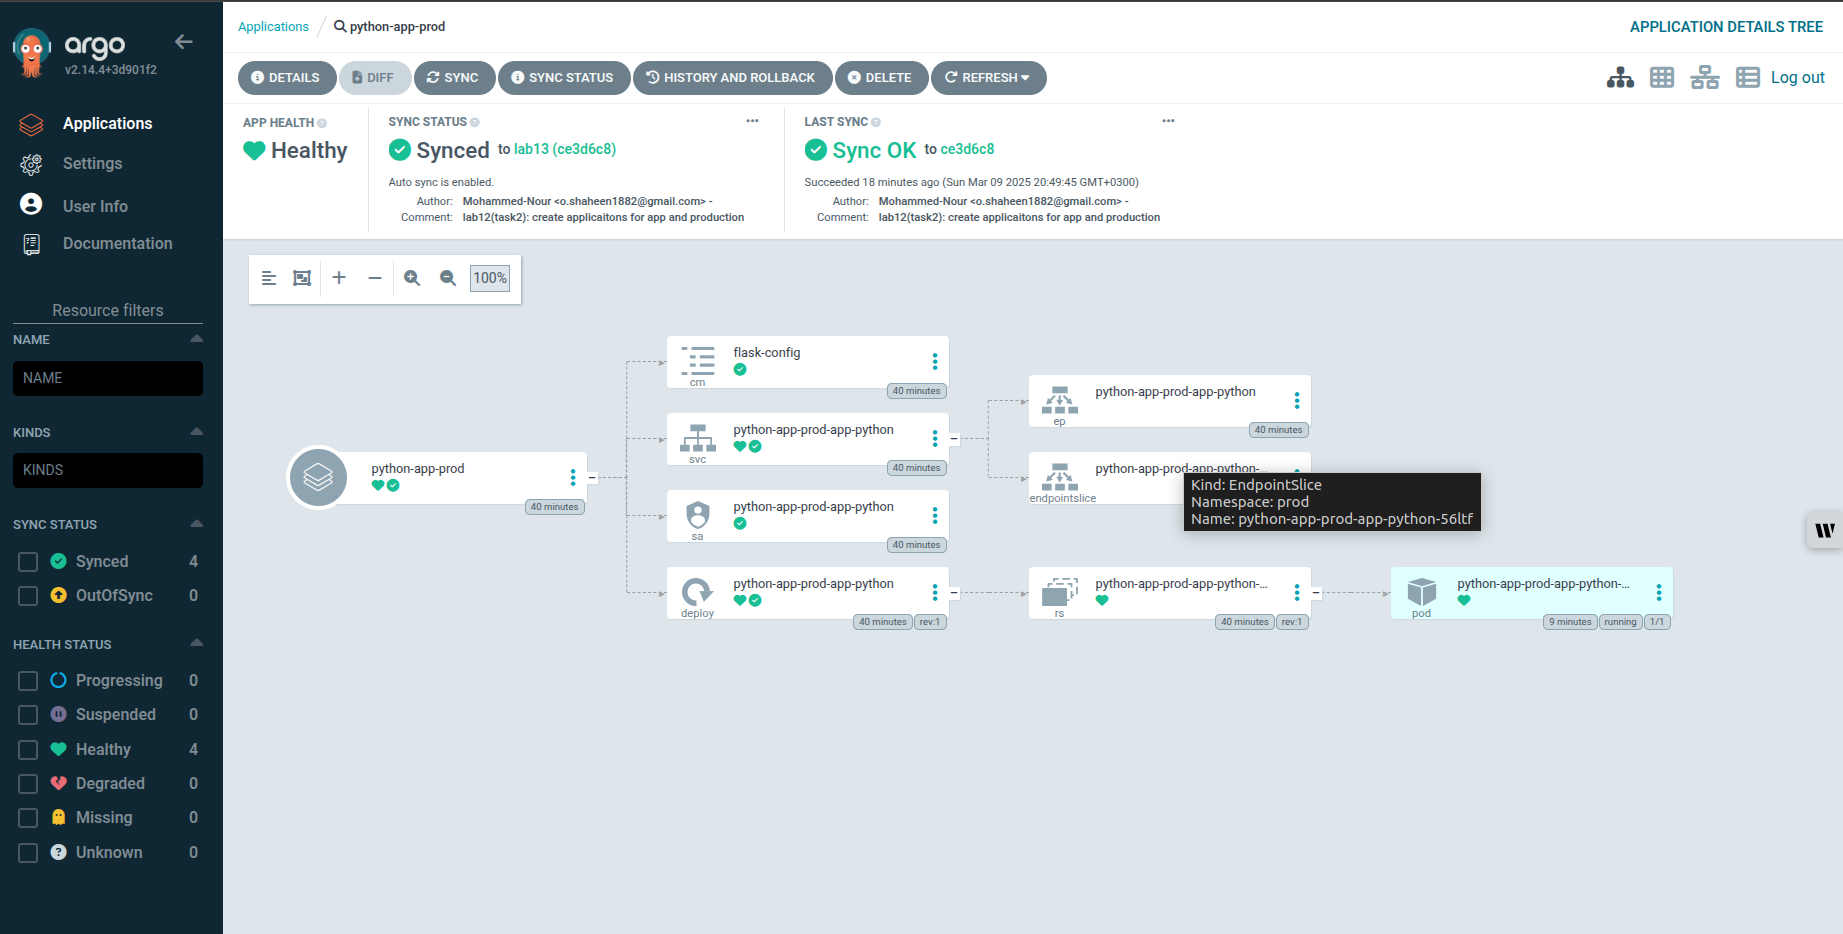 argo
v2.14.4+3d901f2
Applications
Settings
User Info
Documentation
Resource filters
NAME
NAME
KINDS
KINDS
SYNC STATUS
Synced 4
OutOfSync 0
HEALTH STATUS
Progressing 0
Suspended 0
Healthy 4
Degraded 0
Missing 0
Unknown 0
Applications / python-app-prod
APPLICATION DETAILS TREE
DETAILS DIFF SYNC SYNC STATUS HISTORY AND ROLLBACK DELETE REFRESH
Log out
APP HEALTH
Healthy
SYNC STATUS
Synced to lab13 (ce3d6c8)
Auto sync is enabled.
Author: Mohammed-Nour <o.shaheen1882@gmail.com> -
Comment: lab12(task2): create applicaitons for app and production
LAST SYNC
Sync OK to ce3d6c8
Succeeded 18 minutes ago (Sun Mar 09 2025 20:49:45 GMT+0300)
Author: Mohammed-Nour <o.shaheen1882@gmail.com> -
Comment: lab12(task2): create applicaitons for app and production
100%
python-app-prod
40 minutes
flask-config
cm
40 minutes
python-app-prod-app-python
svc
40 minutes
python-app-prod-app-python
sa
40 minutes
python-app-prod-app-python
deploy
40 minutes rev:1
python-app-prod-app-python
ep
40 minutes
python-app-prod-app-python-...
endpointslice
Kind: EndpointSlice
Namespace: prod
Name: python-app-prod-app-python-56ltf
python-app-prod-app-python-...
rs
40 minutes rev:1
python-app-prod-app-python-...
pod
9 minutes running 1/1